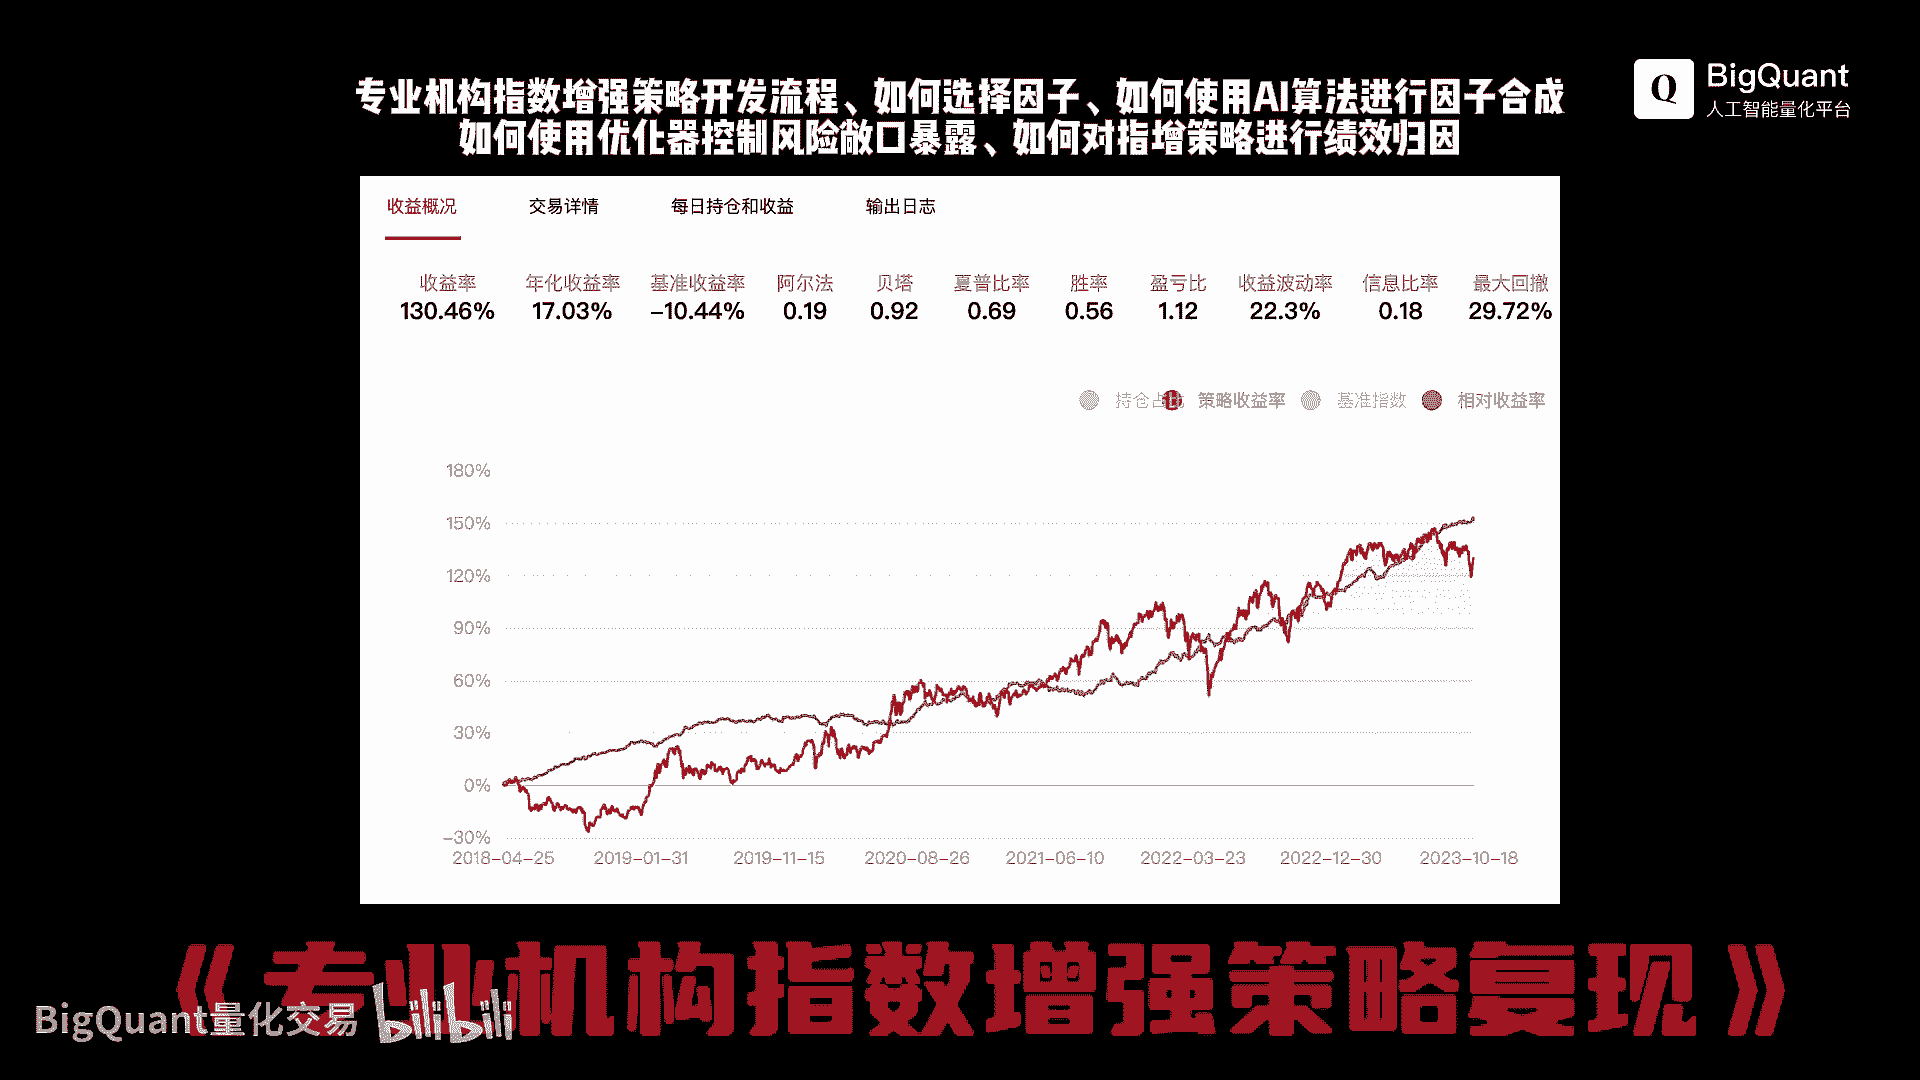 专业机构指数增强策略开发流程、如何选择因子、如何使用AI算法进行因子合成
如何使用优化器控制风险敞口暴露、如何对指增策略进行绩效归因
Q BigQuant
人工智能量化平台
收益概况 交易详情 每日持仓和收益 输出日志
收益率 年化收益率 基准收益率 阿尔法 贝塔 夏普比率 胜率 盈亏比 收益波动率 信息比率 最大回撤
130.46% 17.03% −10.44% 0.19 0.92 0.69 0.56 1.12 22.3% 0.18 29.72%
持仓占比 策略收益率 基准指数 相对收益率
180%
150%
120%
90%
60%
30%
0%
−30%
2018−04−25 2019−01−31 2019−11−15 2020−08−26 2021−06−10 2022−03−23 2022−12−30 2023−10−18
《专业机构指数增强策略复现》
BigQuant量化交易 bilibili